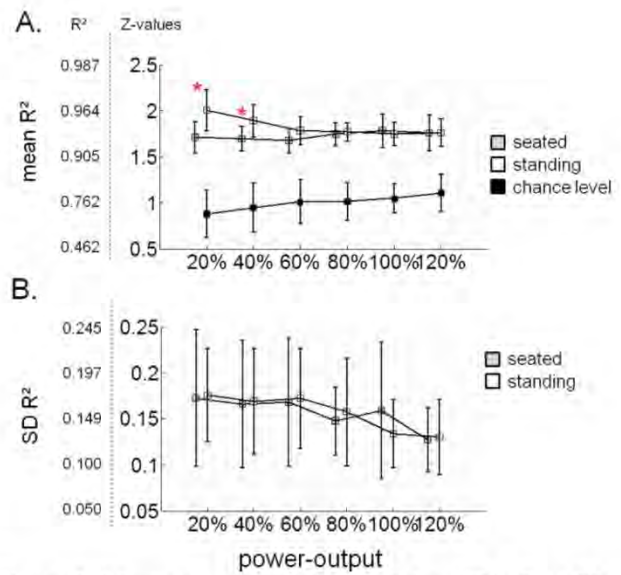 A.
R² Z-values
0.987 2.5
0.964 2
0.905 1.5
0.762 1
0.462 0.5
mean R²
* *
20% 40% 60% 80% 100% 120%
seated
standing
chance level
B.
0.245 0.25
0.197 0.2
0.149 0.15
0.100 0.1
0.050 0.05
SD R²
20% 40% 60% 80% 100% 120%
seated
standing
power-output